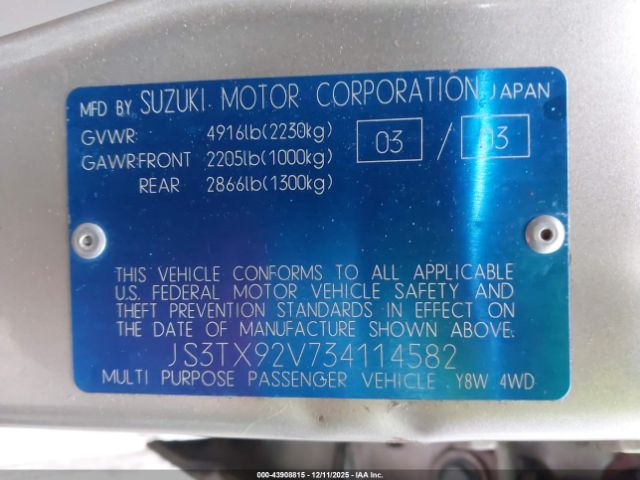 MFD BY SUZUKI MOTOR CORPORATION JAPAN
GVWR: 4916lb(2230kg) 03 / 03
GAWR:FRONT 2205lb(1000kg)
REAR 2866lb(1300kg)
THIS VEHICLE CONFORMS TO ALL APPLICABLE
U.S. FEDERAL MOTOR VEHICLE SAFETY AND
THEFT PREVENTION STANDARDS IN EFFECT ON
THE DATE OF MANUFACTURE SHOWN ABOVE.
JS3TX92V734114582
MULTI PURPOSE PASSENGER VEHICLE Y8W 4WD
000-43908815 - 12/11/2025 - IAA Inc.